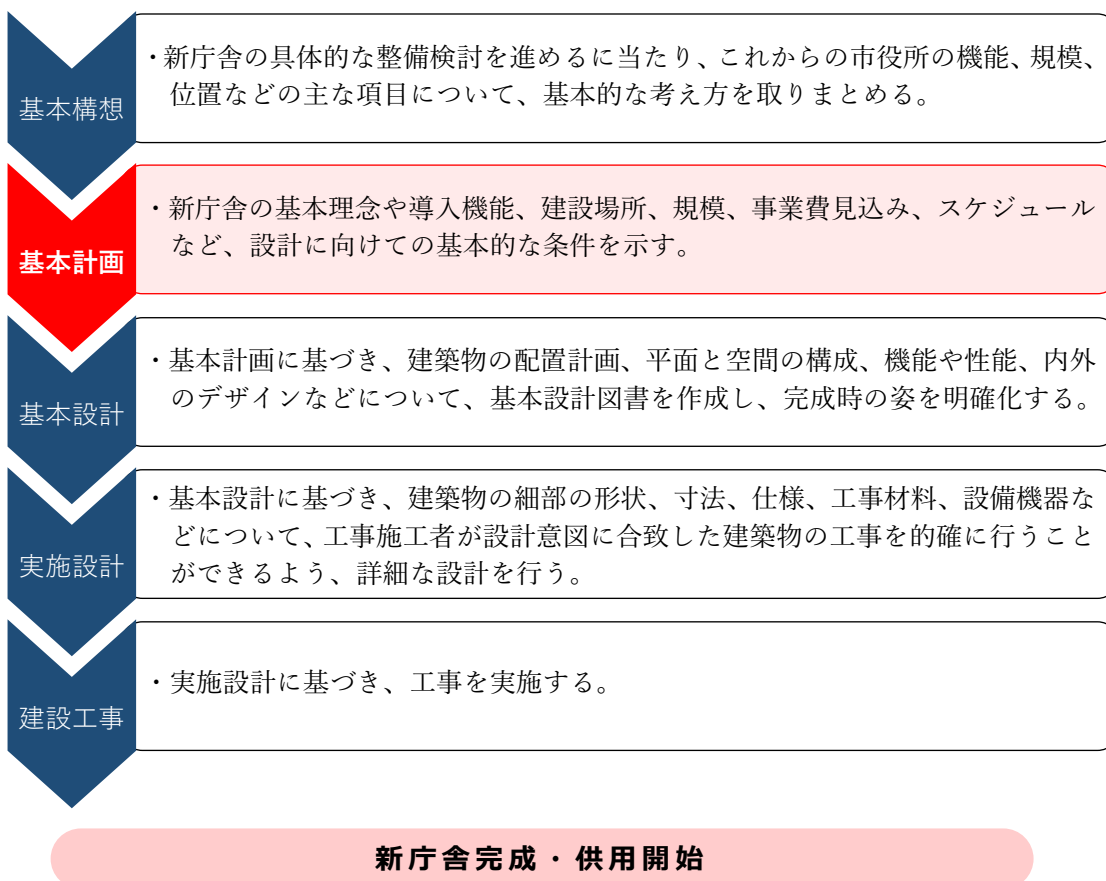 基本構想
・新庁舎の具体的な整備検討を進めるに当たり、これからの市役所の機能、規模、
位置などの主な項目について、基本的な考え方を取りまとめる。
基本計画
・新庁舎の基本理念や導入機能、建設場所、規模、事業費見込み、スケジュール
など、設計に向けての基本的な条件を示す。
基本設計
・基本計画に基づき、建築物の配置計画、平面と空間の構成、機能や性能、内外
のデザインなどについて、基本設計図書を作成し、完成時の姿を明確化する。
実施設計
・基本設計に基づき、建築物の細部の形状、寸法、仕様、工事材料、設備機器な
どについて、工事施工者が設計意図に合致した建築物の工事を的確に行うこと
ができるよう、詳細な設計を行う。
建設工事
・実施設計に基づき、工事を実施する。
新庁舎完成・供用開始